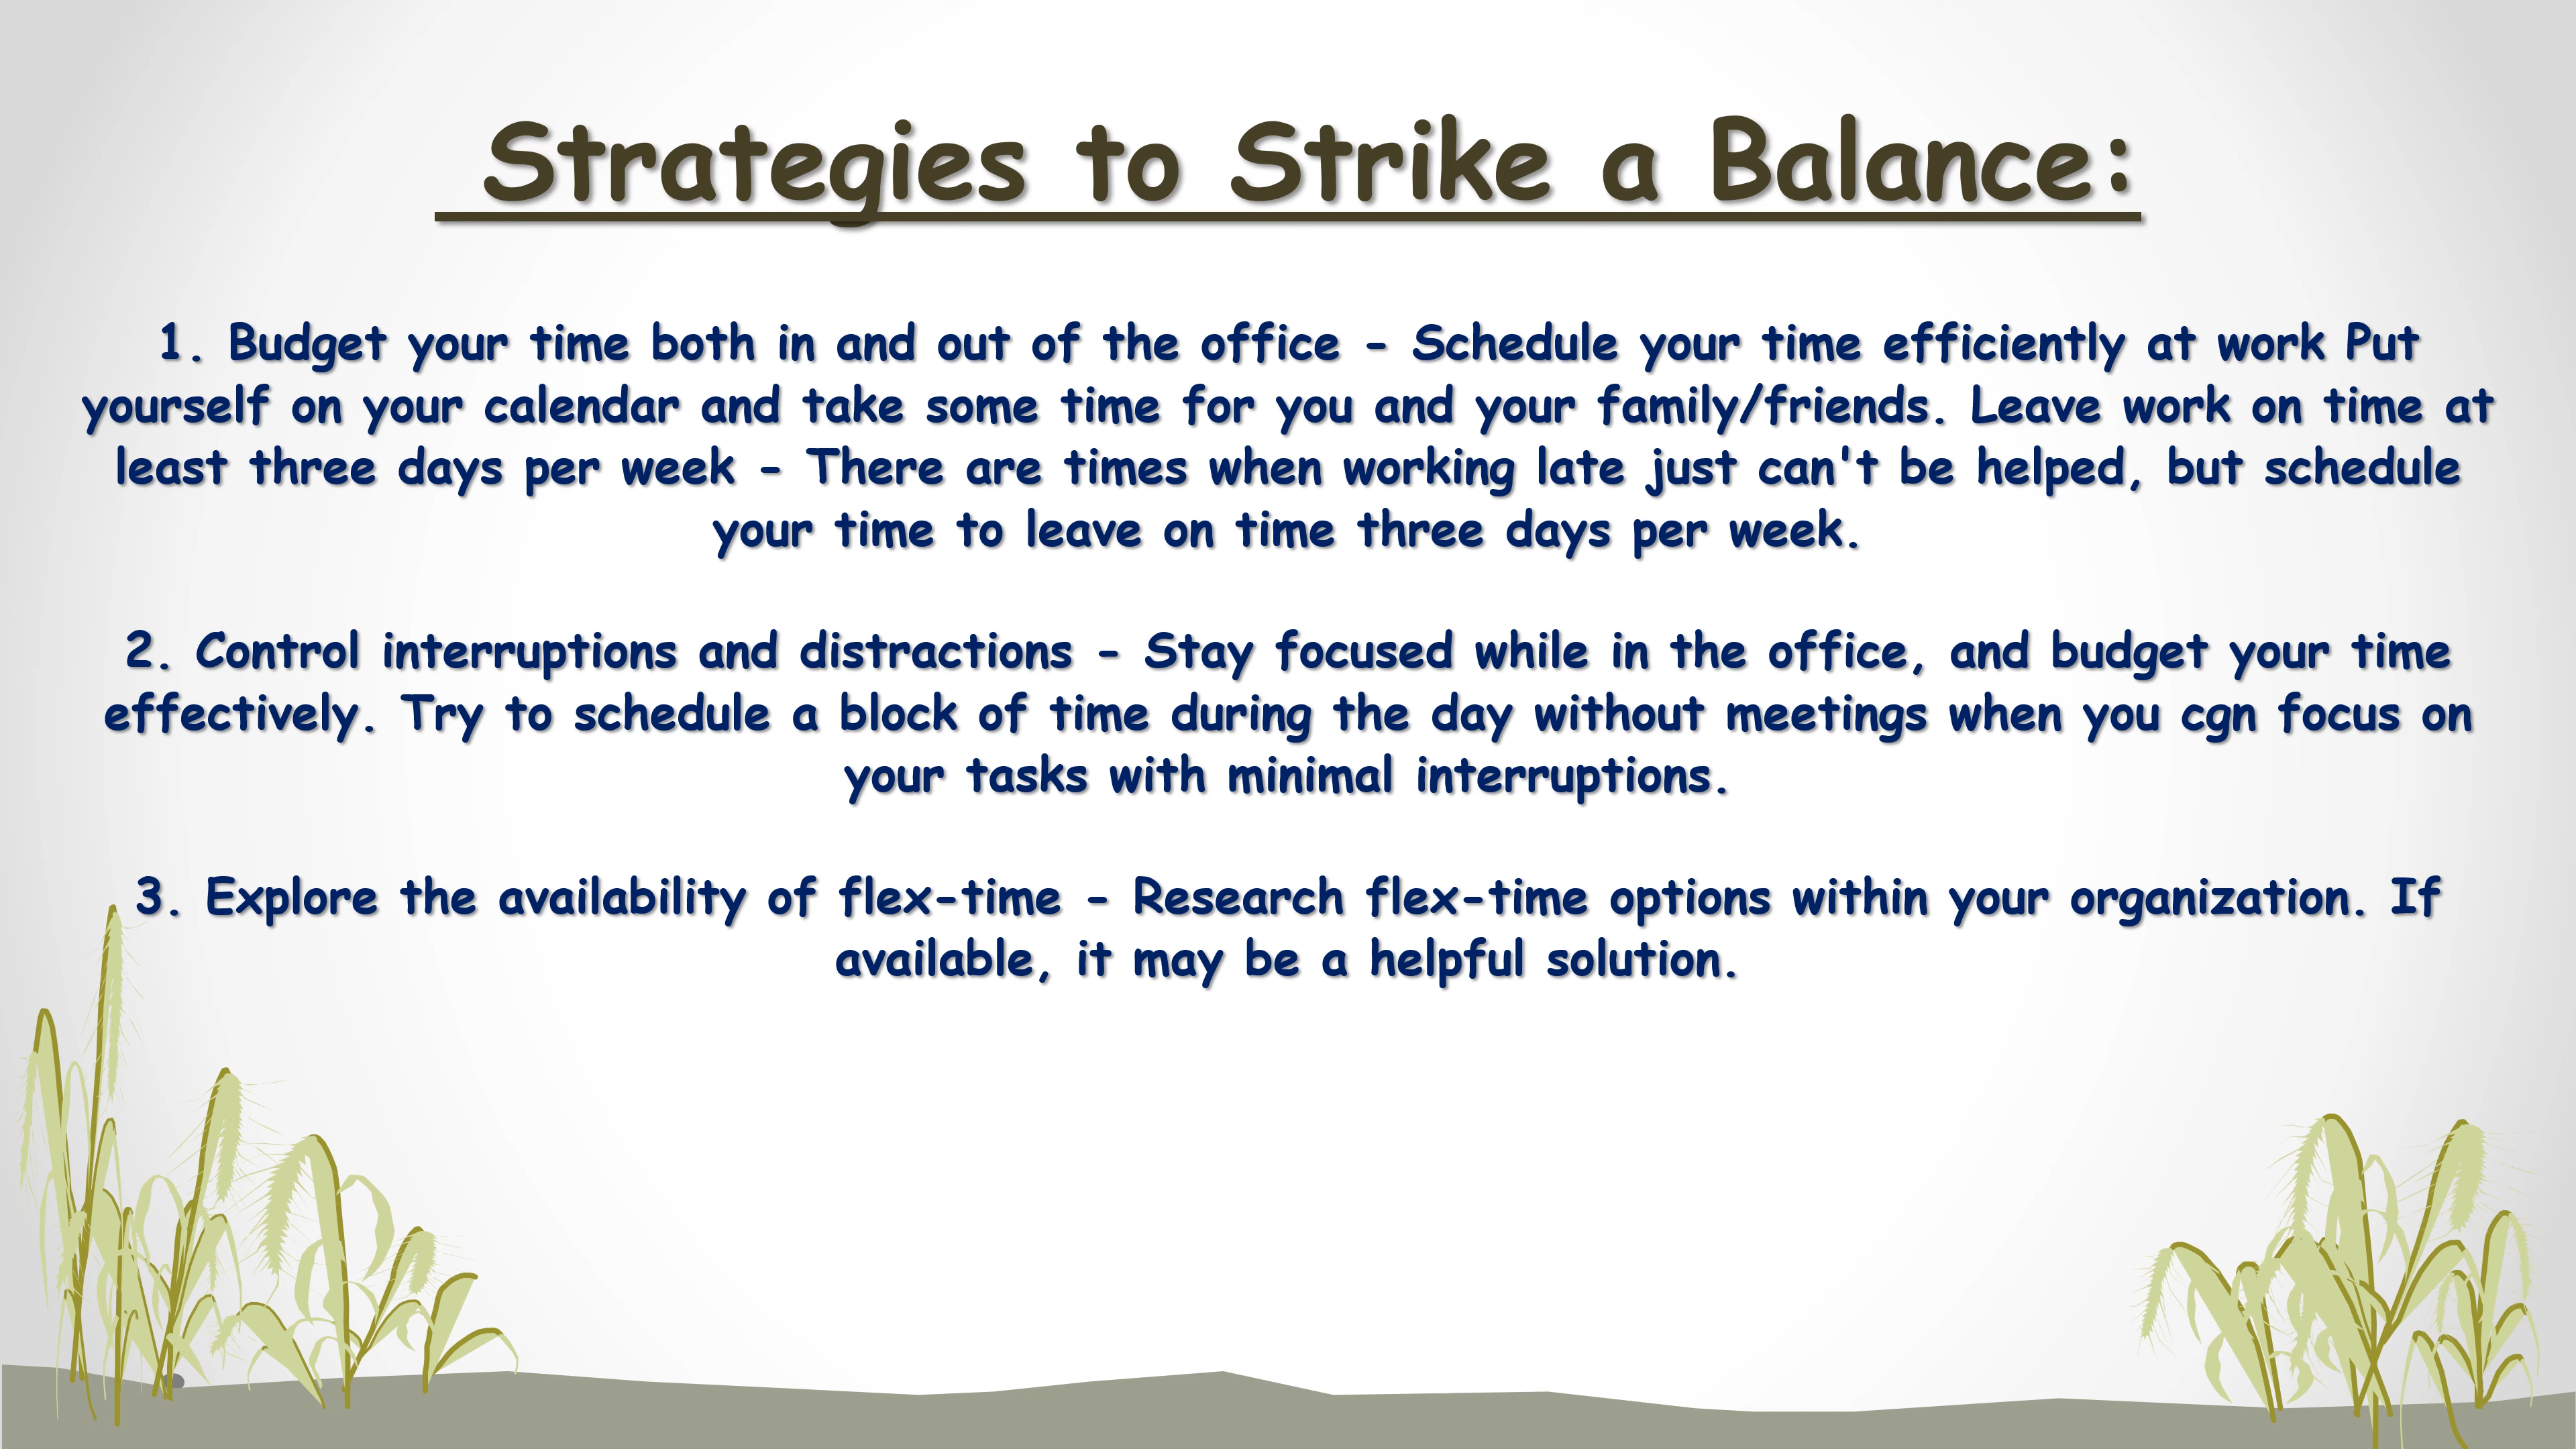 Strategies to Strike a Balance:
1. Budget your time both in and out of the office - Schedule your time efficiently at work Put
yourself on your calendar and take some time for you and your family/friends. Leave work on time at
least three days per week - There are times when working late just can't be helped, but schedule
your time to leave on time three days per week.
2. Control interruptions and distractions - Stay focused while in the office, and budget your time
effectively. Try to schedule a block of time during the day without meetings when you cgn focus on
your tasks with minimal interruptions.
3. Explore the availability of flex-time - Research flex-time options within your organization. If
available, it may be a helpful solution.